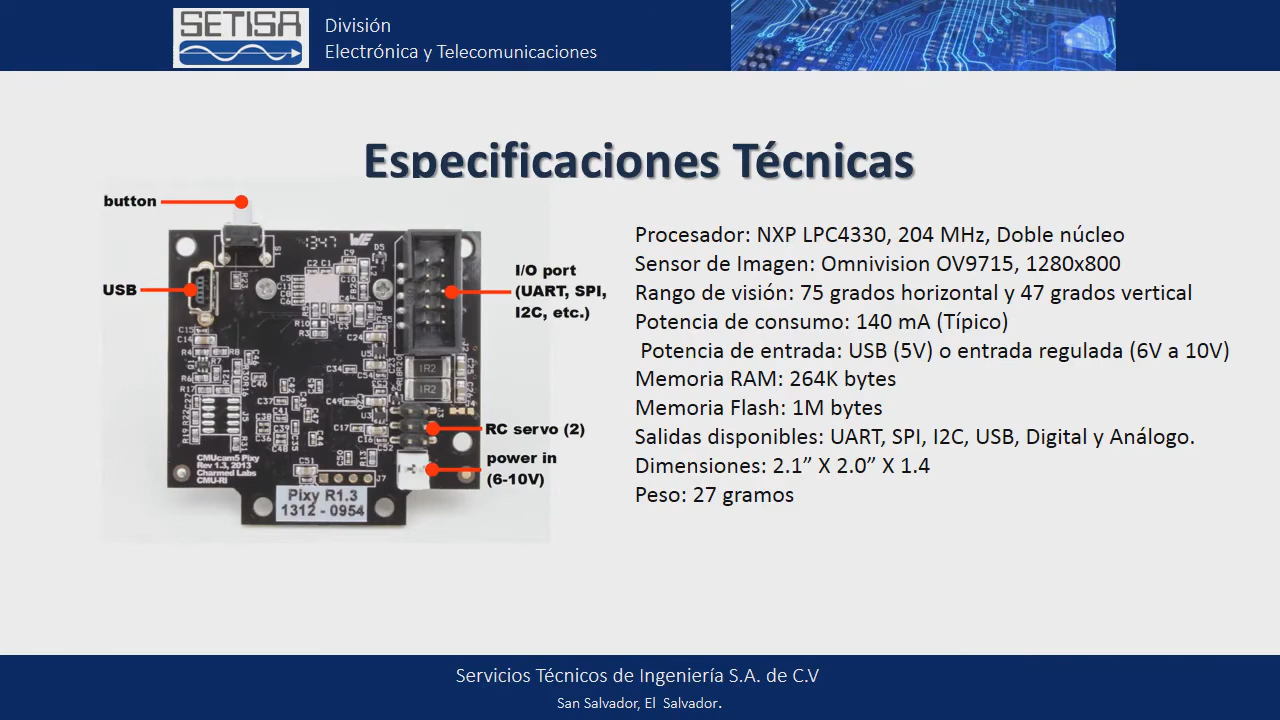 SETISA
División
Electrónica y Telecomunicaciones
Especificaciones Técnicas
button
USB
I/O port
(UART, SPI,
I2C, etc.)
RC servo (2)
power in
(6-10V)
1347
CMUcam5 Pixy
Rev 1.3, 2013
Charmed Labs
CMU-RI
Pixy R1.3
1312 - 0954
Procesador: NXP LPC4330, 204 MHz, Doble núcleo
Sensor de Imagen: Omnivision OV9715, 1280x800
Rango de visión: 75 grados horizontal y 47 grados vertical
Potencia de consumo: 140 mA (Típico)
Potencia de entrada: USB (5V) o entrada regulada (6V a 10V)
Memoria RAM: 264K bytes
Memoria Flash: 1M bytes
Salidas disponibles: UART, SPI, I2C, USB, Digital y Análogo.
Dimensiones: 2.1” X 2.0” X 1.4
Peso: 27 gramos
Servicios Técnicos de Ingeniería S.A. de C.V
San Salvador, El Salvador.